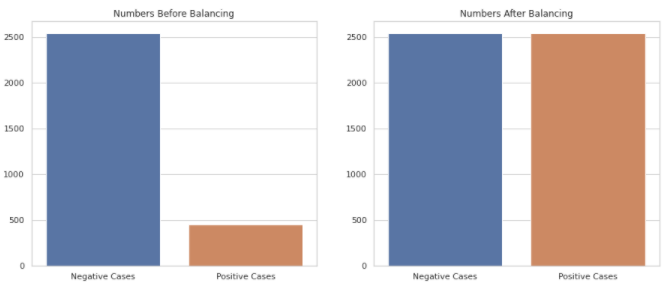 Numbers Before Balancing
2500
2000
1500
1000
500
0
Negative Cases
Positive Cases
Numbers After Balancing
2500
2000
1500
1000
500
0
Negative Cases
Positive Cases